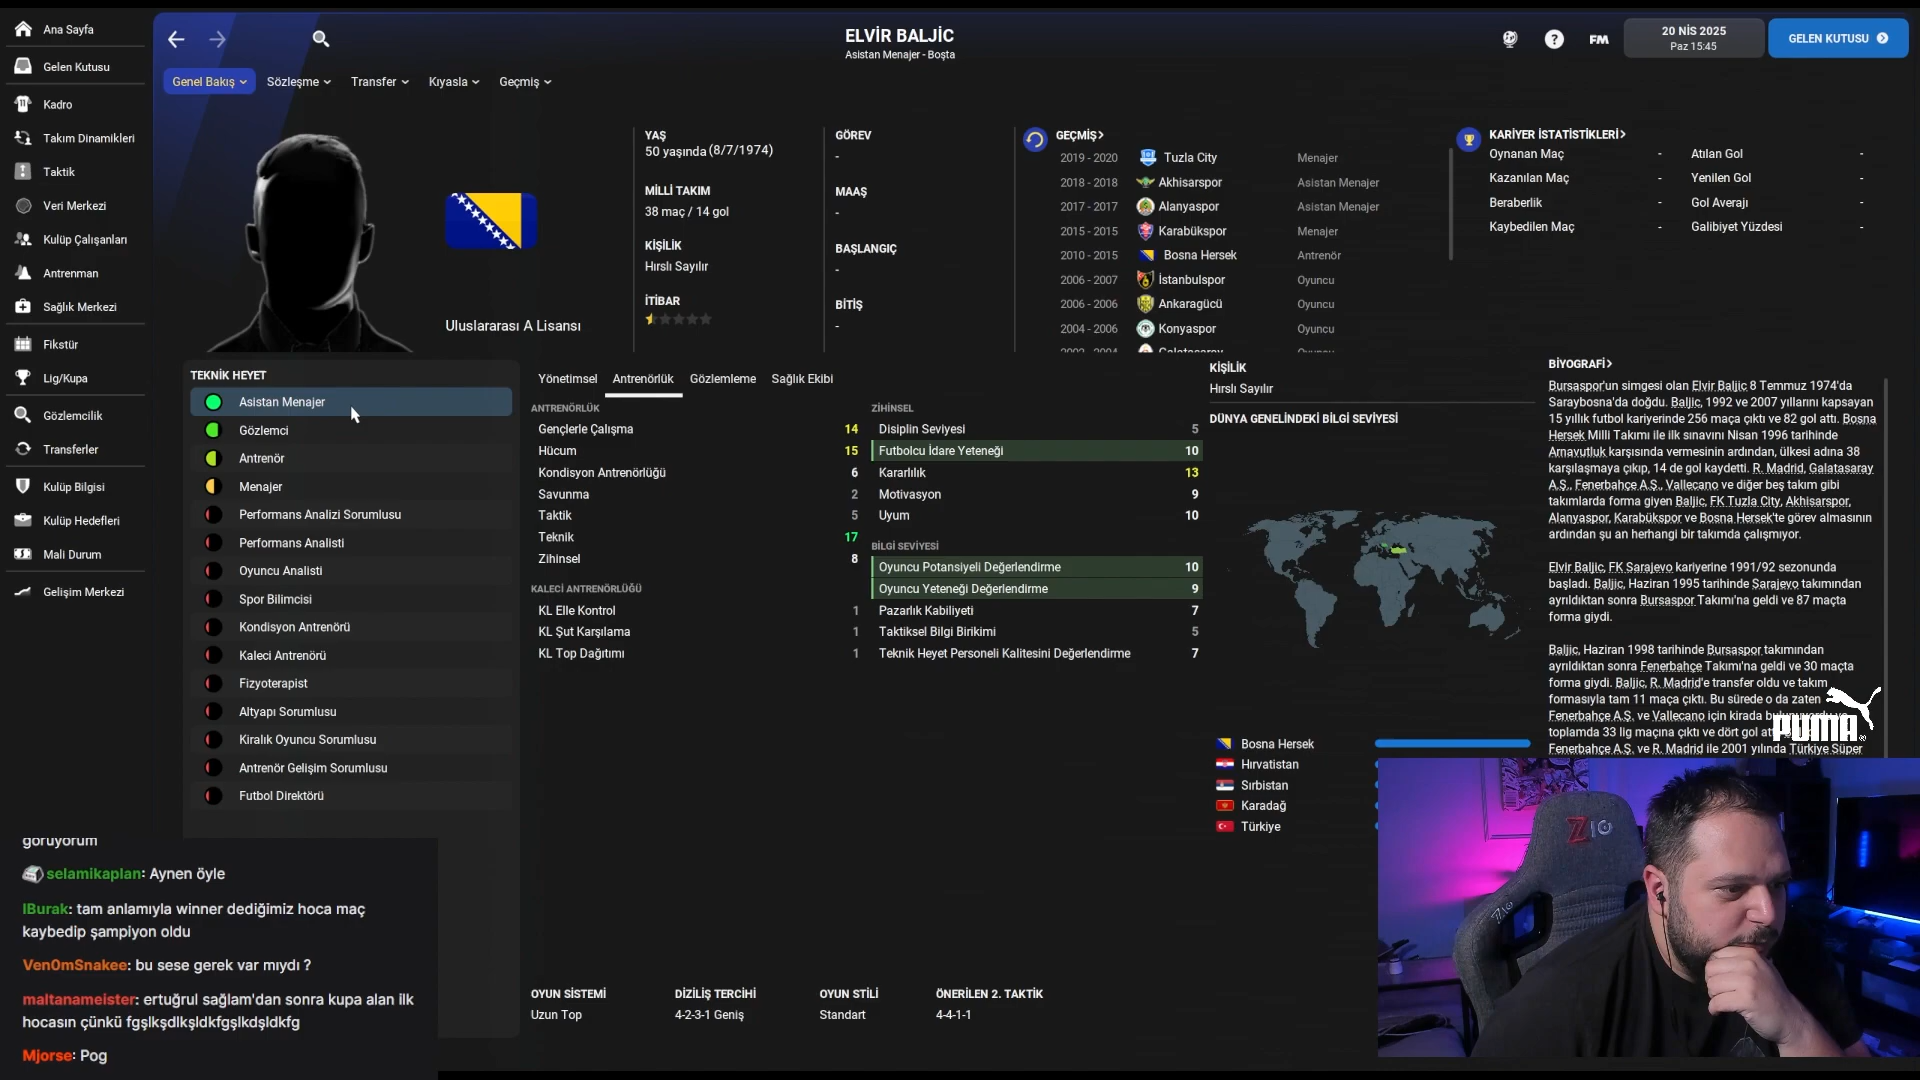 Ana Sayfa
Gelen Kutusu
Kadro
Takım Dinamikleri
Taktik
Veri Merkezi
Kulüp Çalışanları
Antrenman
Sağlık Merkezi
Fikstür
Lig/Kupa
Gözlemcilik
Transferler
Kulüp Bilgisi
Kulüp Hedefleri
Mali Durum
Gelişim Merkezi
ELVİR BALJİC
Asistan Menajer - Boşta
FM
20 NİS 2025
Paz 15:45
GELEN KUTUSU
Genel Bakış
Sözleşme
Transfer
Kıyasla
Geçmiş
Uluslararası A Lisansı
YAŞ
50 yaşında (8/7/1974)
MİLLİ TAKIM
38 maç / 14 gol
KİŞİLİK
Hırslı Sayılır
İTİBAR
GÖREV
-
MAAŞ
-
BAŞLANGIÇ
-
BİTİŞ
-
GEÇMİŞ>
2019 - 2020 Tuzla City Menajer
2018 - 2018 Akhisarspor Asistan Menajer
2017 - 2017 Alanyaspor Asistan Menajer
2015 - 2015 Karabükspor Menajer
2010 - 2015 Bosna Hersek Antrenör
2006 - 2007 İstanbulspor Oyuncu
2006 - 2006 Ankaragücü Oyuncu
2004 - 2006 Konyaspor Oyuncu
2002 - 2004 Galatasaray Oyuncu
KARİYER İSTATİSTİKLERİ>
Oynanan Maç - Atılan Gol -
Kazanılan Maç - Yenilen Gol -
Beraberlik - Gol Averajı -
Kaybedilen Maç - Galibiyet Yüzdesi -
TEKNİK HEYET
Asistan Menajer
Gözlemci
Antrenör
Menajer
Performans Analizi Sorumlusu
Performans Analisti
Oyuncu Analisti
Spor Bilimcisi
Kondisyon Antrenörü
Kaleci Antrenörü
Fizyoterapist
Altyapı Sorumlusu
Kiralık Oyuncu Sorumlusu
Antrenör Gelişim Sorumlusu
Futbol Direktörü
Yönetimsel
Antrenörlük
Gözlemleme
Sağlık Ekibi
ANTRENÖRLÜK
Gençlerle Çalışma 14
Hücum 15
Kondisyon Antrenörlüğü 6
Savunma 2
Taktik 5
Teknik 17
Zihinsel 8
KALECİ ANTRENÖRLÜĞÜ
KL Elle Kontrol 1
KL Şut Karşılama 1
KL Top Dağıtımı 1
ZİHİNSEL
Disiplin Seviyesi 5
Futbolcu İdare Yeteneği 10
Kararlılık 13
Motivasyon 9
Uyum 10
BİLGİ SEVİYESİ
Oyuncu Potansiyeli Değerlendirme 10
Oyuncu Yeteneği Değerlendirme 9
Pazarlık Kabiliyeti 7
Taktiksel Bilgi Birikimi 5
Teknik Heyet Personeli Kalitesini Değerlendirme 7
OYUN SİSTEMİ
Uzun Top
DİZİLİŞ TERCİHİ
4-2-3-1 Geniş
OYUN STİLİ
Standart
ÖNERİLEN 2. TAKTİK
4-4-1-1
KİŞİLİK
Hırslı Sayılır
DÜNYA GENELİNDEKİ BİLGİ SEVİYESİ
Bosna Hersek
Hırvatistan
Sırbistan
Karadağ
Türkiye
BİYOGRAFİ>
Bursaspor'un simgesi olan Elvir Baljic 8 Temmuz 1974'da
Saraybosna'da doğdu. Baljic, 1992 ve 2007 yıllarını kapsayan
15 yıllık futbol kariyerinde 256 maça çıktı ve 82 gol attı. Bosna
Hersek Milli Takımı ile ilk sınavını Nisan 1996 tarihinde
Arnavutluk karşısında vermesinin ardından, ülkesi adına 38
karşılaşmaya çıkıp, 14 de gol kaydetti. R. Madrid, Galatasaray
A.Ş., Fenerbahçe A.Ş., Vallecano ve diğer beş takım gibi
takımlarda forma giyen Baljic, FK Tuzla City, Akhisarspor,
Alanyaspor, Karabükspor ve Bosna Hersek'te görev almasının
ardından şu an herhangi bir takımda çalışmıyor.
Elvir Baljic, FK Sarajevo kariyerine 1991/92 sezonunda
başladı. Baljic, Haziran 1995 tarihinde Sarajevo takımından
ayrıldıktan sonra Bursaspor Takımı'na geldi ve 87 maçta
forma giydi.
Baljic, Haziran 1998 tarihinde Bursaspor takımından
ayrıldıktan sonra Fenerbahçe Takımı'na geldi ve 30 maçta
forma giydi. Baljic, R. Madrid'e transfer oldu ve takım
formasıyla tam 11 maça çıktı. Bu sürede o da zaten
Fenerbahçe A.Ş. ve Vallecano için kirada
toplamda 33 lig maçına çıktı ve dört gol
Fenerbahçe A.Ş. ve R. Madrid ile 2001 yılında Türkiye Süper
PUMA
goruyorum
selamikaplan: Aynen öyle
IBurak: tam anlamıyla winner dediğimiz hoca maç
kaybedip şampiyon oldu
Ven0mSnakee: bu sese gerek var mıydı ?
maltanameister: ertuğrul sağlam'dan sonra kupa alan ilk
hocasın çünkü fgşlkşdlkşldkfgşlkdşldkfg
Mjorse: Pog